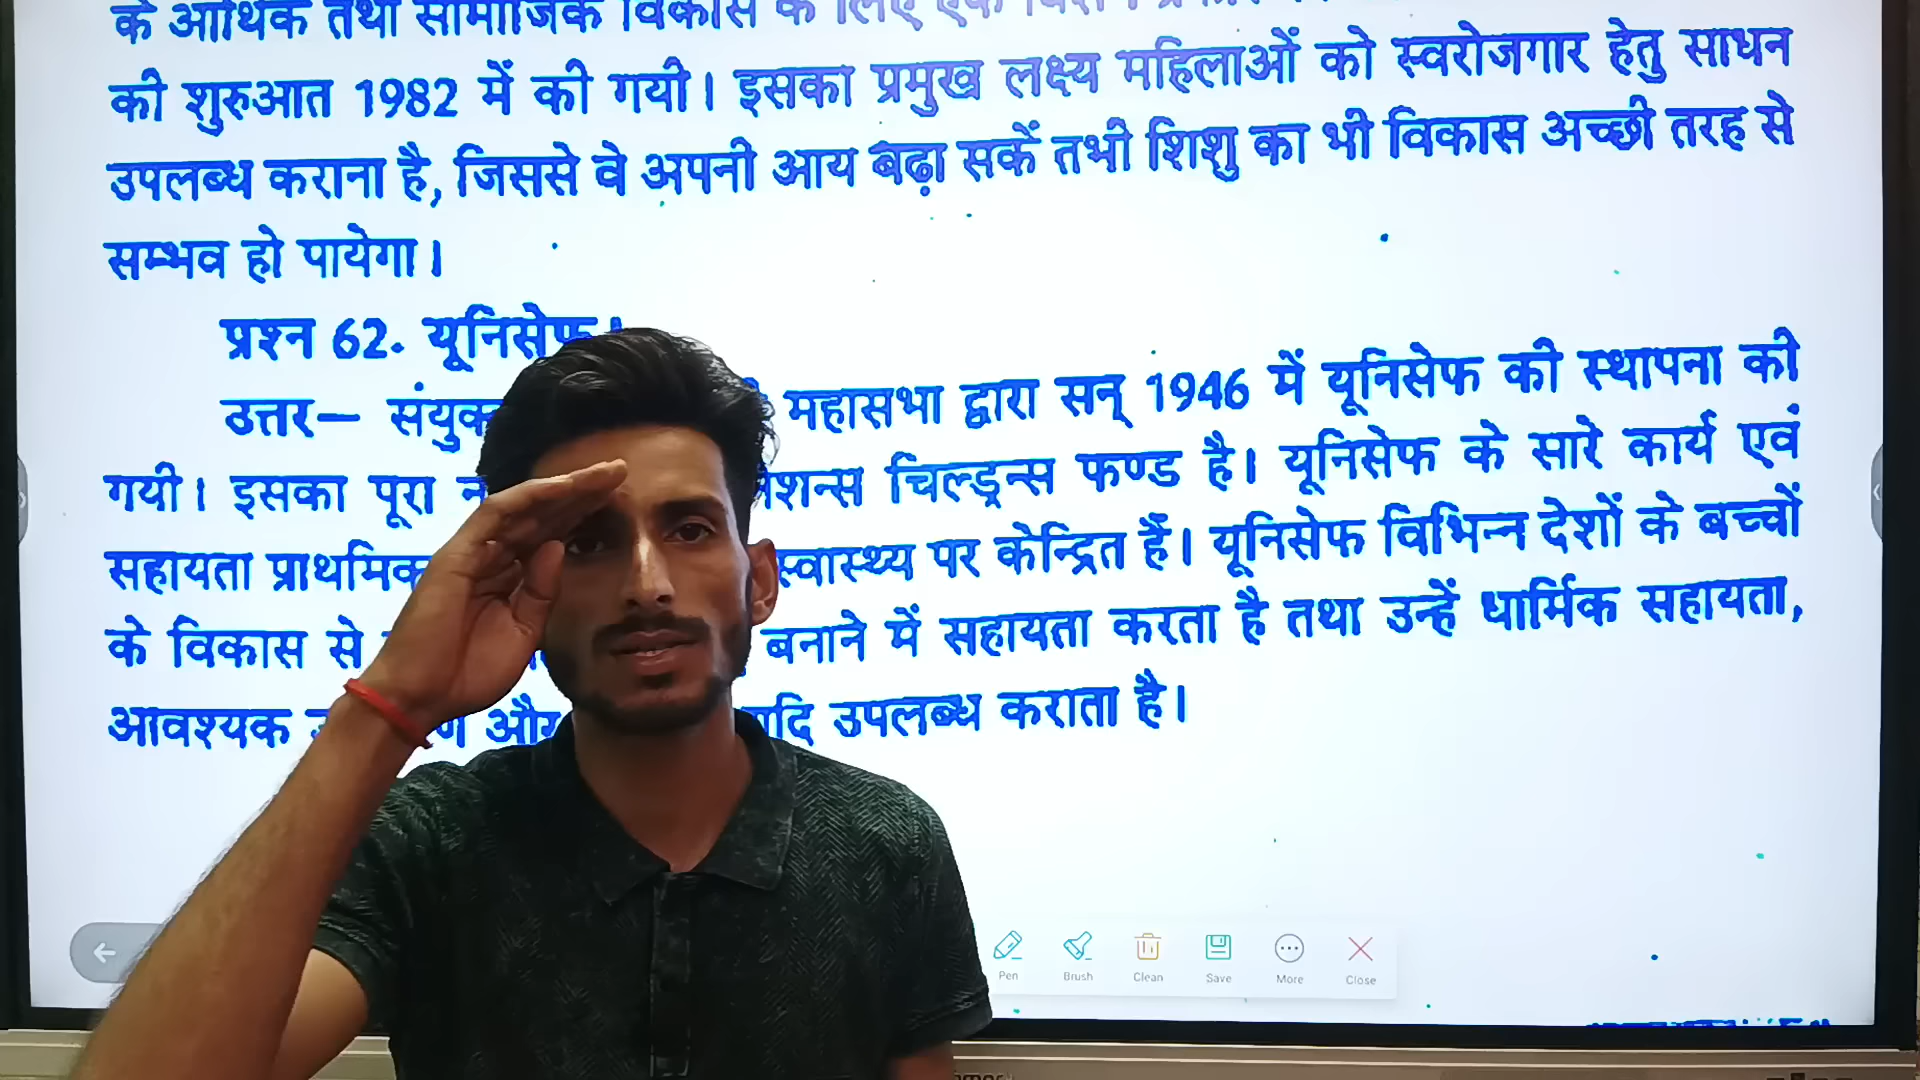 के आर्थिक तथा सामाजिक विकास के लिए एक
की शुरुआत 1982 में की गयी। इसका प्रमुख लक्ष्य महिलाओं को स्वरोजगार हेतु साधन
उपलब्ध कराना है, जिससे वे अपनी आय बढ़ा सकें तभी शिशु का भी विकास अच्छी तरह से
सम्भव हो पायेगा।
प्रश्न 62. यूनिसेफ।
उत्तर— महासभा द्वारा सन् 1946 में यूनिसेफ की स्थापना की
गयी। इसका पूरा चिल्ड्रन्स फण्ड है। यूनिसेफ के सारे कार्य एवं
सहायता स्वास्थ्य पर केन्द्रित हैं। यूनिसेफ विभिन्न देशों के बच्चों
के विकास से बनाने में सहायता करता है तथा उन्हें धार्मिक सहायता,
आवश्यक उपलब्ध कराता है।
Pen Brush Clean Save More Close